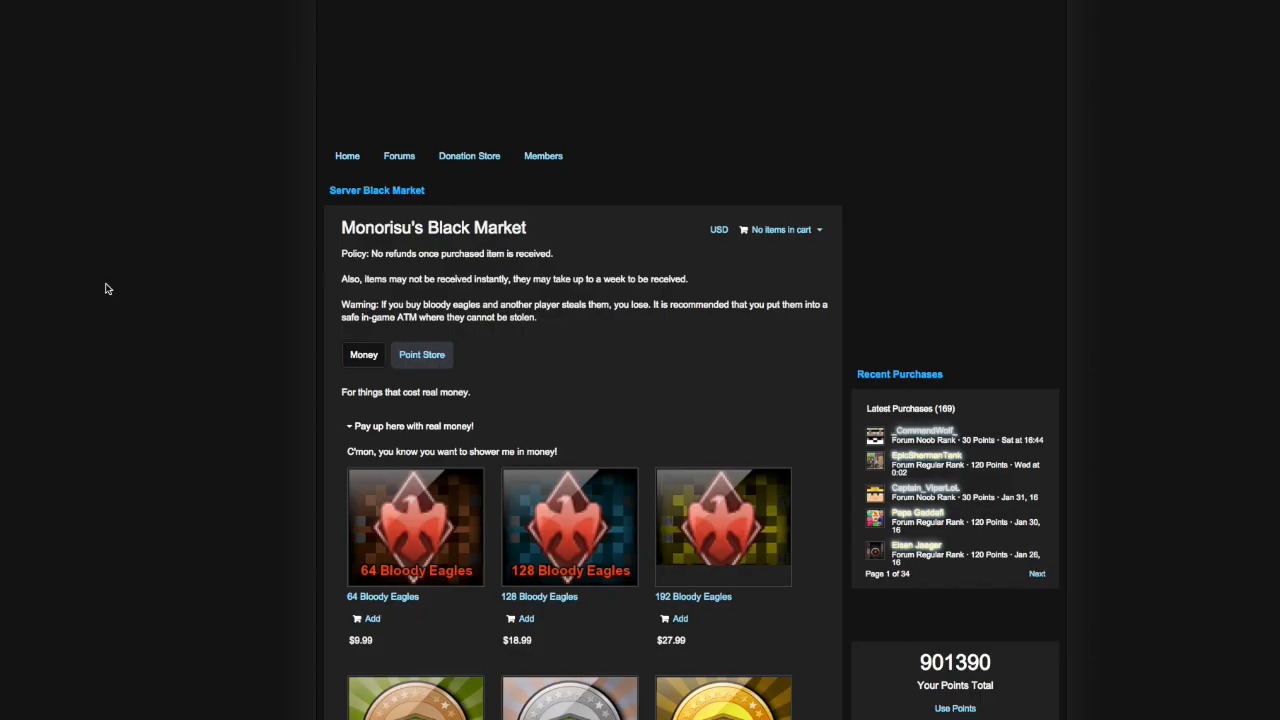 Home Forums Donation Store Members
Server Black Market
Monorisu's Black Market
USD No items in cart
Policy: No refunds once purchased item is received.
Also, items may not be received instantly, they may take up to a week to be received.
Warning: If you buy bloody eagles and another player steals them, you lose. It is recommended that you put them into a
safe in-game ATM where they cannot be stolen.
Money Point Store
For things that cost real money.
Pay up here with real money!
C'mon, you know you want to shower me in money!
64 Bloody Eagles 128 Bloody Eagles
64 Bloody Eagles 128 Bloody Eagles 192 Bloody Eagles
Add Add Add
$9.99 $18.99 $27.99
Recent Purchases
Latest Purchases (169)
_CommandWolf_
Forum Noob Rank · 30 Points · Sat at 16:44
EpicShermanTank
Forum Regular Rank · 120 Points · Wed at
0:02
Captain_ViperLoL
Forum Noob Rank · 30 Points · Jan 31, 16
Papa Gaddafi
Forum Regular Rank · 120 Points · Jan 30,
16
Eisen Jaeger
Forum Regular Rank · 120 Points · Jan 26,
16
Page 1 of 34 Next
901390
Your Points Total
Use Points